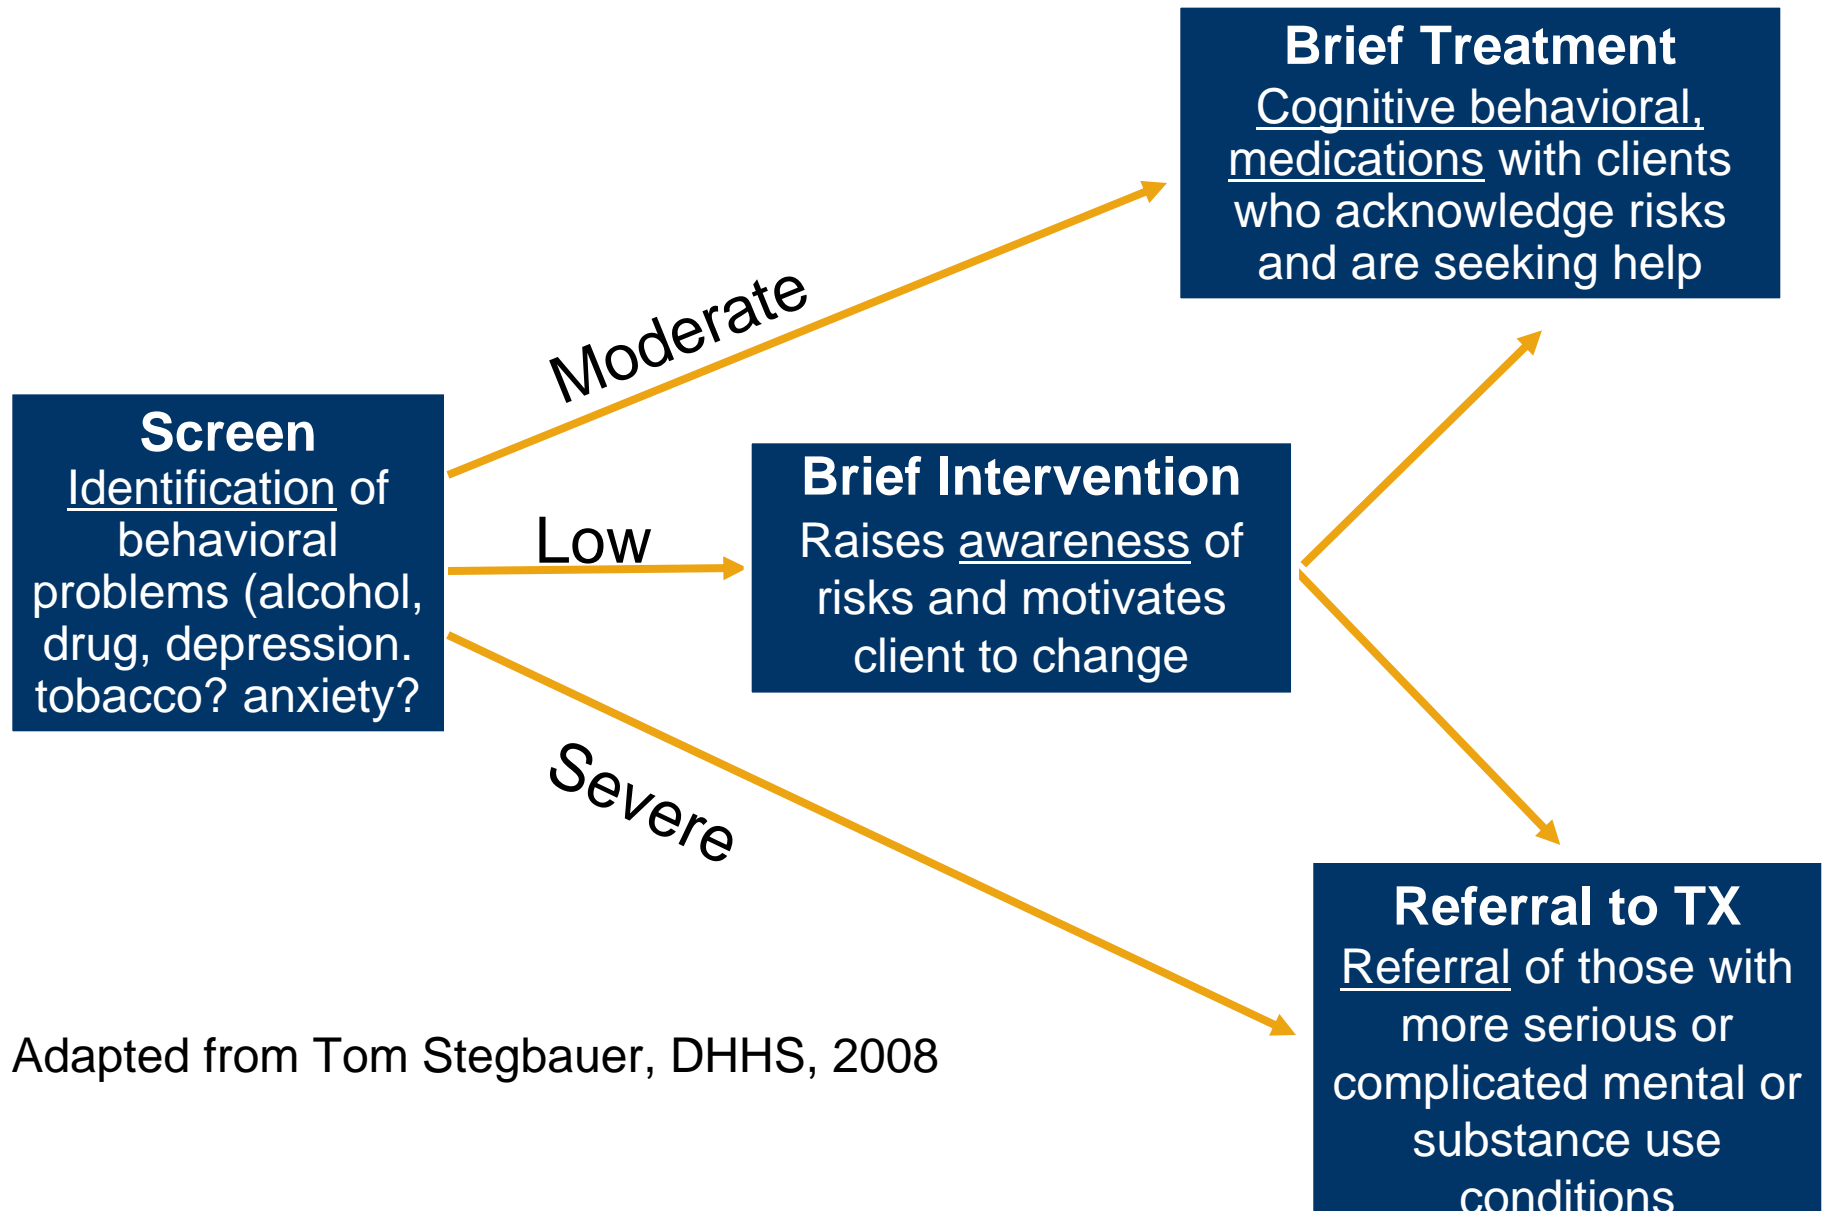 Brief Treatment
Cognitive behavioral,
medications with clients
who acknowledge risks
and are seeking help
Moderate
Screen
Identification of
behavioral
problems (alcohol,
drug, depression.
tobacco? anxiety?
Low
Brief Intervention
Raises awareness of
risks and motivates
client to change
Severe
Referral to TX
Referral of those with
more serious or
complicated mental or
substance use
conditions
Adapted from Tom Stegbauer, DHHS, 2008